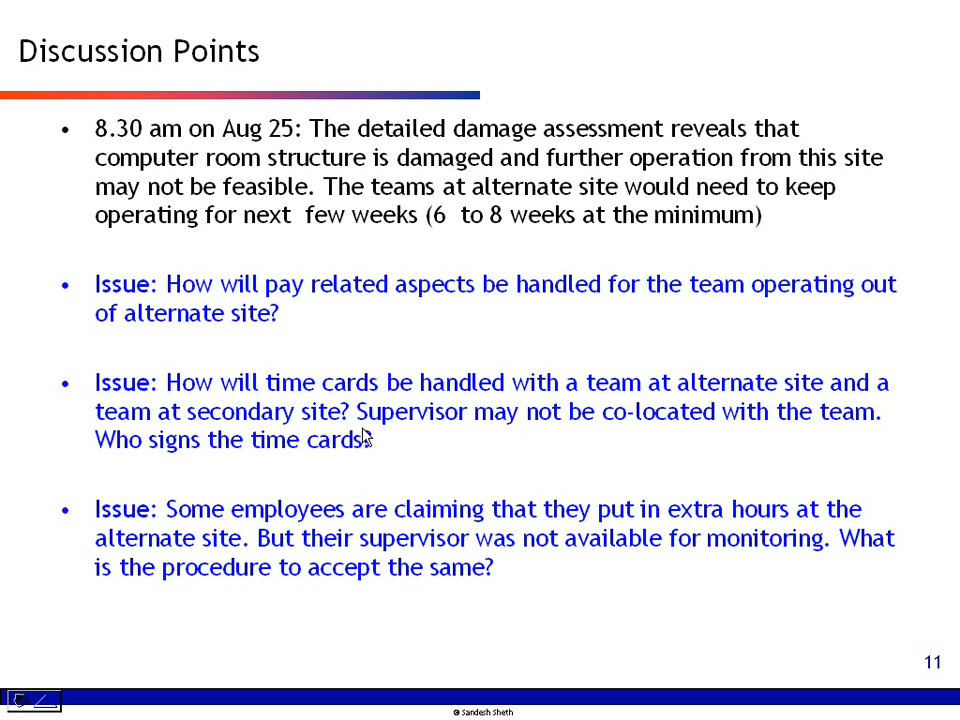 Discussion Points
• 8.30 am on Aug 25: The detailed damage assessment reveals that
computer room structure is damaged and further operation from this site
may not be feasible. The teams at alternate site would need to keep
operating for next  few weeks (6  to 8 weeks at the minimum)
• Issue: How will pay related aspects be handled for the team operating out
of alternate site?
• Issue: How will time cards be handled with a team at alternate site and a
team at secondary site? Supervisor may not be co-located with the team.
Who signs the time cards?
• Issue: Some employees are claiming that they put in extra hours at the
alternate site. But their supervisor was not available for monitoring. What
is the procedure to accept the same?
11
© Sandesh Sheth